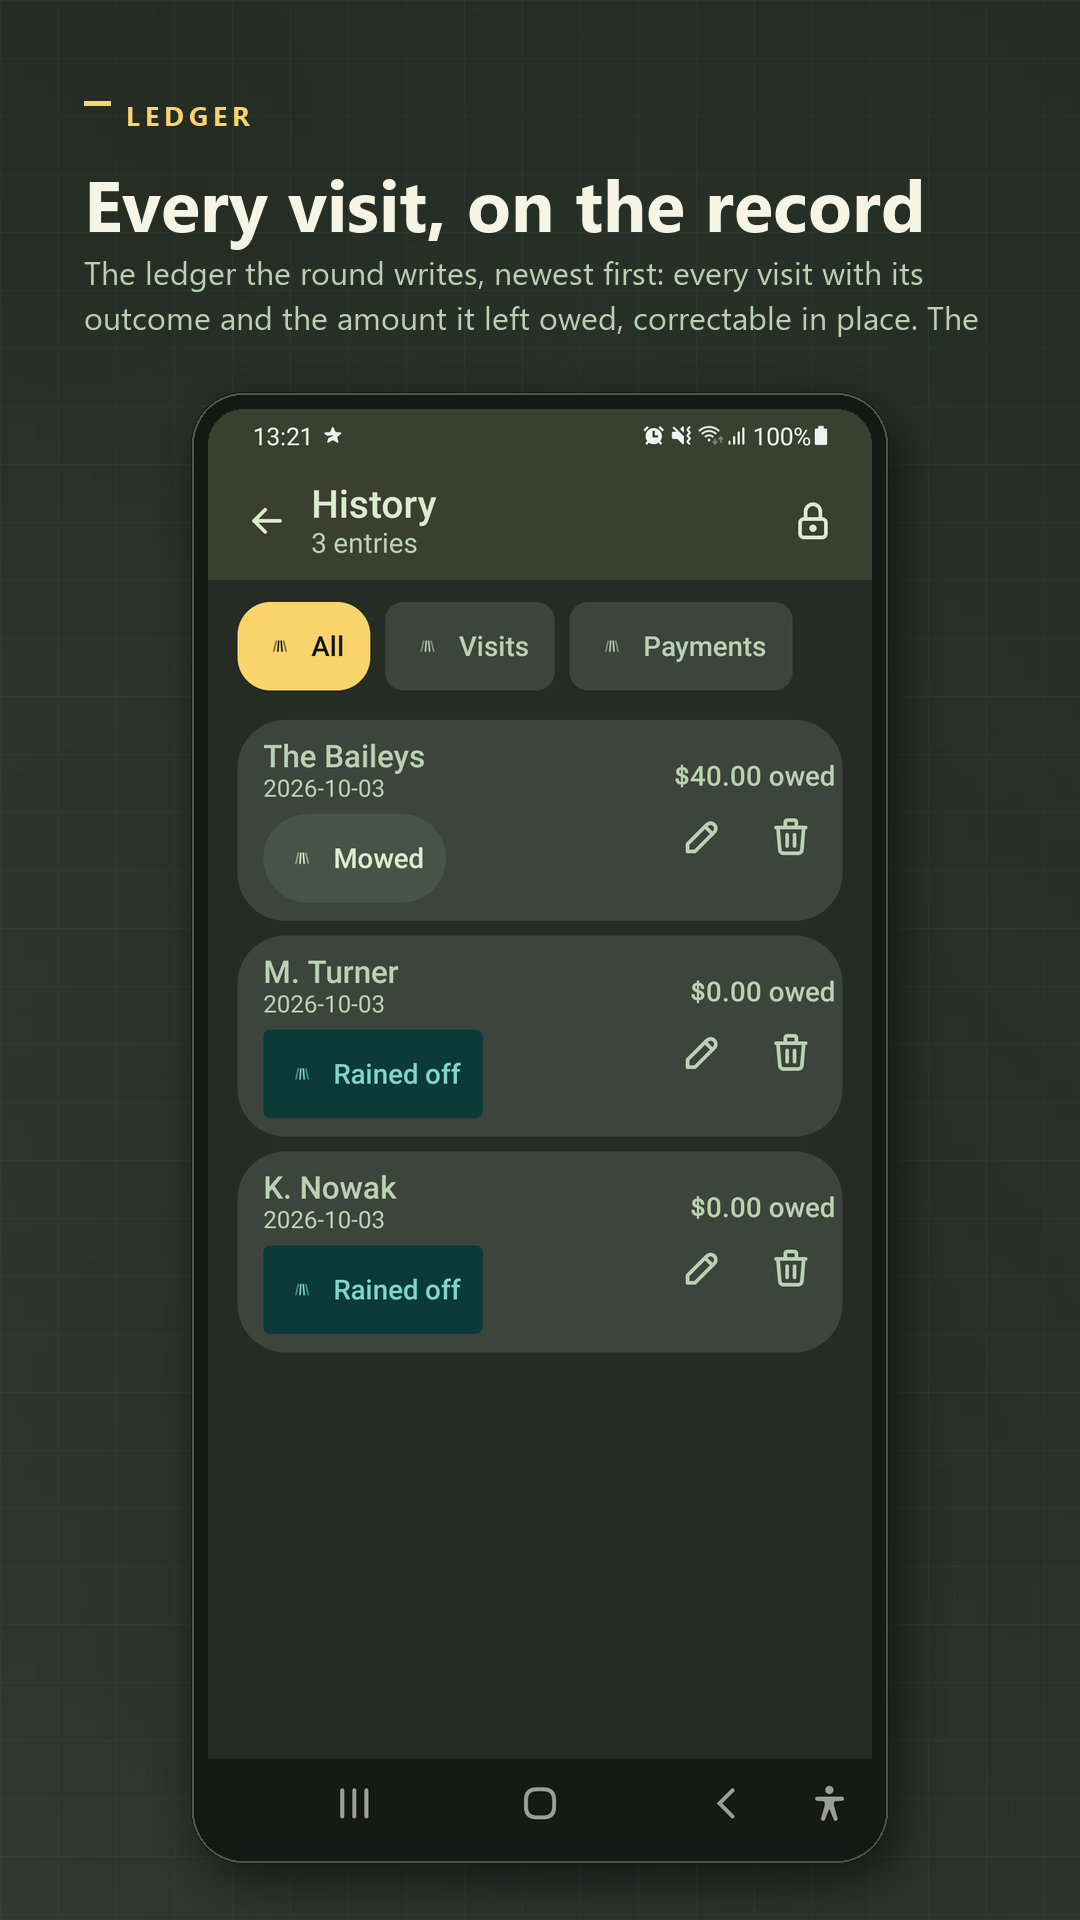 LEDGER
Every visit, on the record
The ledger the round writes, newest first: every visit with its
outcome and the amount it left owed, correctable in place. The
13:21
100%
History
3 entries
All
Visits
Payments
The Baileys
2026-10-03
$40.00 owed
Mowed
M. Turner
2026-10-03
$0.00 owed
Rained off
K. Nowak
2026-10-03
$0.00 owed
Rained off